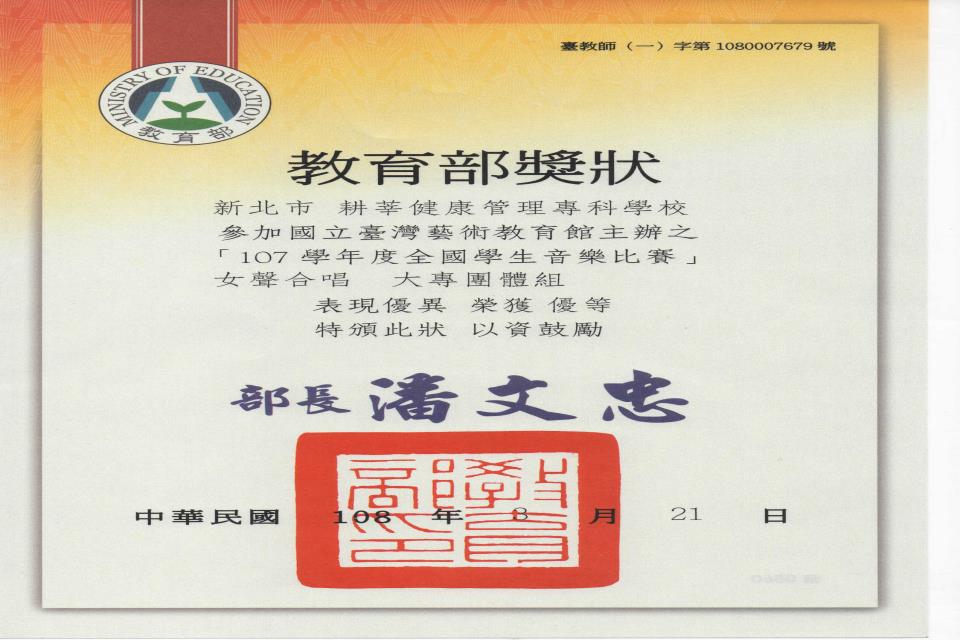 臺教師（一）字第 1080007679 號
MINISTRY OF EDUCATION
教育部
教育部獎狀
新北市 耕莘健康管理專科學校
參加國立臺灣藝術教育館主辦之
「107 學年度全國學生音樂比賽」
女聲合唱 大專團體組
表現優異 榮獲 優等
特頒此狀 以資鼓勵
部長 潘文忠
教育部印
中華民國 108 年 3 月 21 日